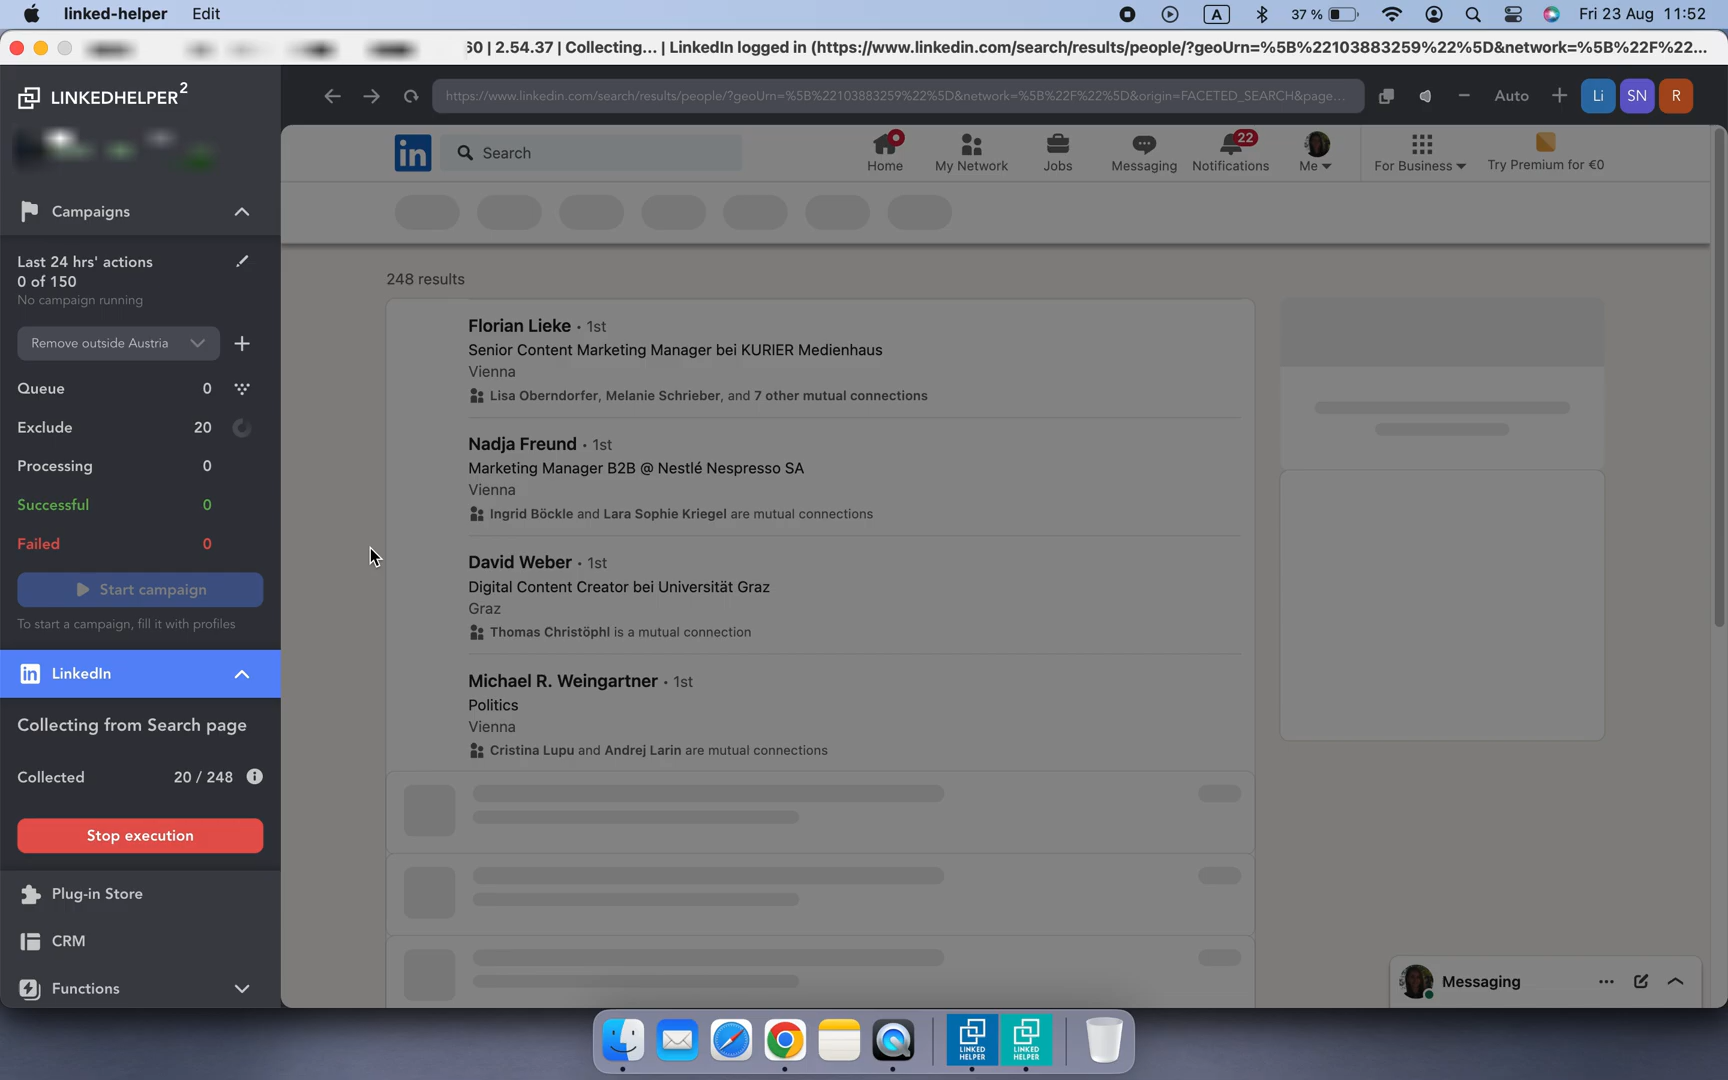 linked-helper Edit
A 37 % Fri 23 Aug 11:52
60 | 2.54.37 | Collecting... | LinkedIn logged in (https://www.linkedin.com/search/results/people/?geoUrn=%5B%22103883259%22%5D&network=%5B%22F%22...
LINKEDHELPER2
https://www.linkedin.com/search/results/people/?geoUrn=%5B%22103883259%22%5D&network=%5B%22F%22%5D&origin=FACETED_SEARCH&page...
Auto Li SN R
in Search
Home My Network Jobs Messaging 22 Notifications Me For Business Try Premium for €0
Campaigns
Last 24 hrs' actions
0 of 150
No campaign running
Remove outside Austria
Queue 0
Exclude 20
Processing 0
Successful 0
Failed 0
Start campaign
To start a campaign, fill it with profiles
in LinkedIn
Collecting from Search page
Collected 20 / 248
Stop execution
Plug-in Store
CRM
Functions
248 results
Florian Lieke • 1st
Senior Content Marketing Manager bei KURIER Medienhaus
Vienna
Lisa Oberndorfer, Melanie Schrieber, and 7 other mutual connections
Nadja Freund • 1st
Marketing Manager B2B @ Nestlé Nespresso SA
Vienna
Ingrid Böckle and Lara Sophie Kriegel are mutual connections
David Weber • 1st
Digital Content Creator bei Universität Graz
Graz
Thomas Christöphl is a mutual connection
Michael R. Weingartner • 1st
Politics
Vienna
Cristina Lupu and Andrej Larin are mutual connections
Messaging
LINKED HELPER
LINKED HELPER